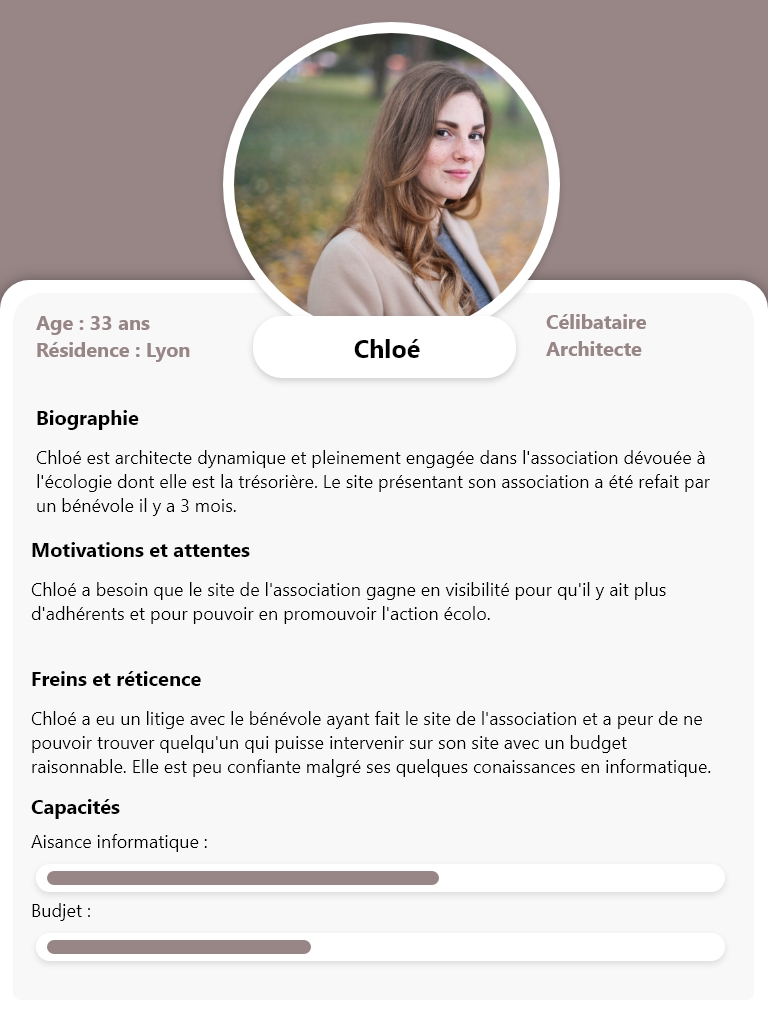 Age : 33 ans
Résidence : Lyon
Chloé
Célibataire
Architecte
Biographie
Chloé est architecte dynamique et pleinement engagée dans l'association dévouée à
l'écologie dont elle est la trésorière. Le site présentant son association a été refait par
un bénévole il y a 3 mois.
Motivations et attentes
Chloé a besoin que le site de l'association gagne en visibilité pour qu'il y ait plus
d'adhérents et pour pouvoir en promouvoir l'action écolo.
Freins et réticence
Chloé a eu un litige avec le bénévole ayant fait le site de l'association et a peur de ne
pouvoir trouver quelqu'un qui puisse intervenir sur son site avec un budget
raisonnable. Elle est peu confiante malgré ses quelques conaissances en informatique.
Capacités
Aisance informatique :
Budjet :